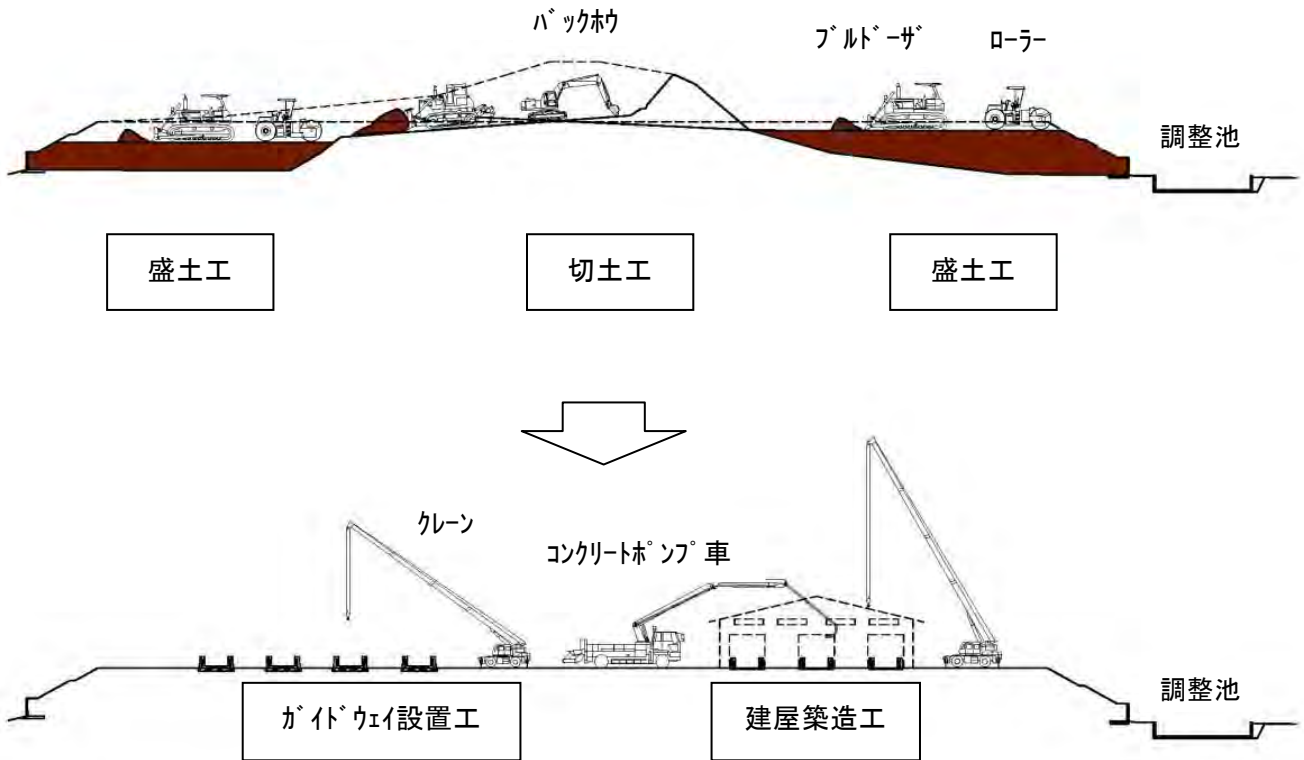 ﾊﾞｯｸﾎｳ
ﾌﾞﾙﾄﾞｰｻﾞ
ﾛｰﾗｰ
調整池
盛土工
切土工
盛土工
ｸﾚｰﾝ
ｺﾝｸﾘｰﾄﾎﾟﾝﾌﾟ車
調整池
ｶﾞｲﾄﾞｳｪｲ設置工
建屋築造工